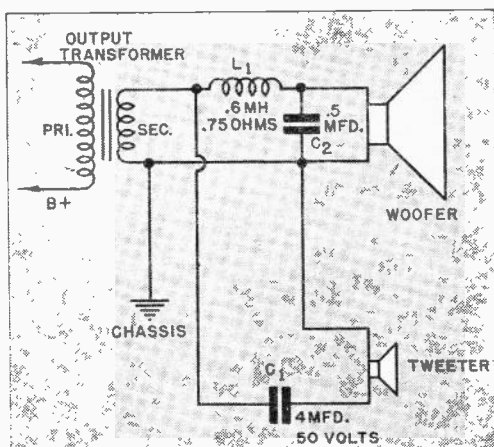 OUTPUT
TRANSFORMER
L1
.6MH
.75OHMS
.5
MFD.
C2
PRI.
SEC.
B+
WOOFER
CHASSIS
TWEETER
C1
4MFD.
50 VOLTS